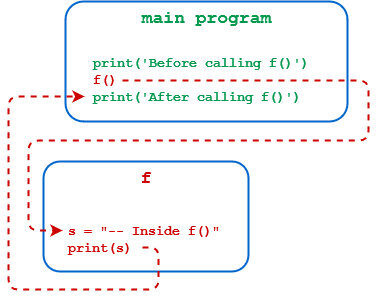 main program
print('Before calling f()')
f()
print('After calling f()')
f
s = "-- Inside f()"
print(s)